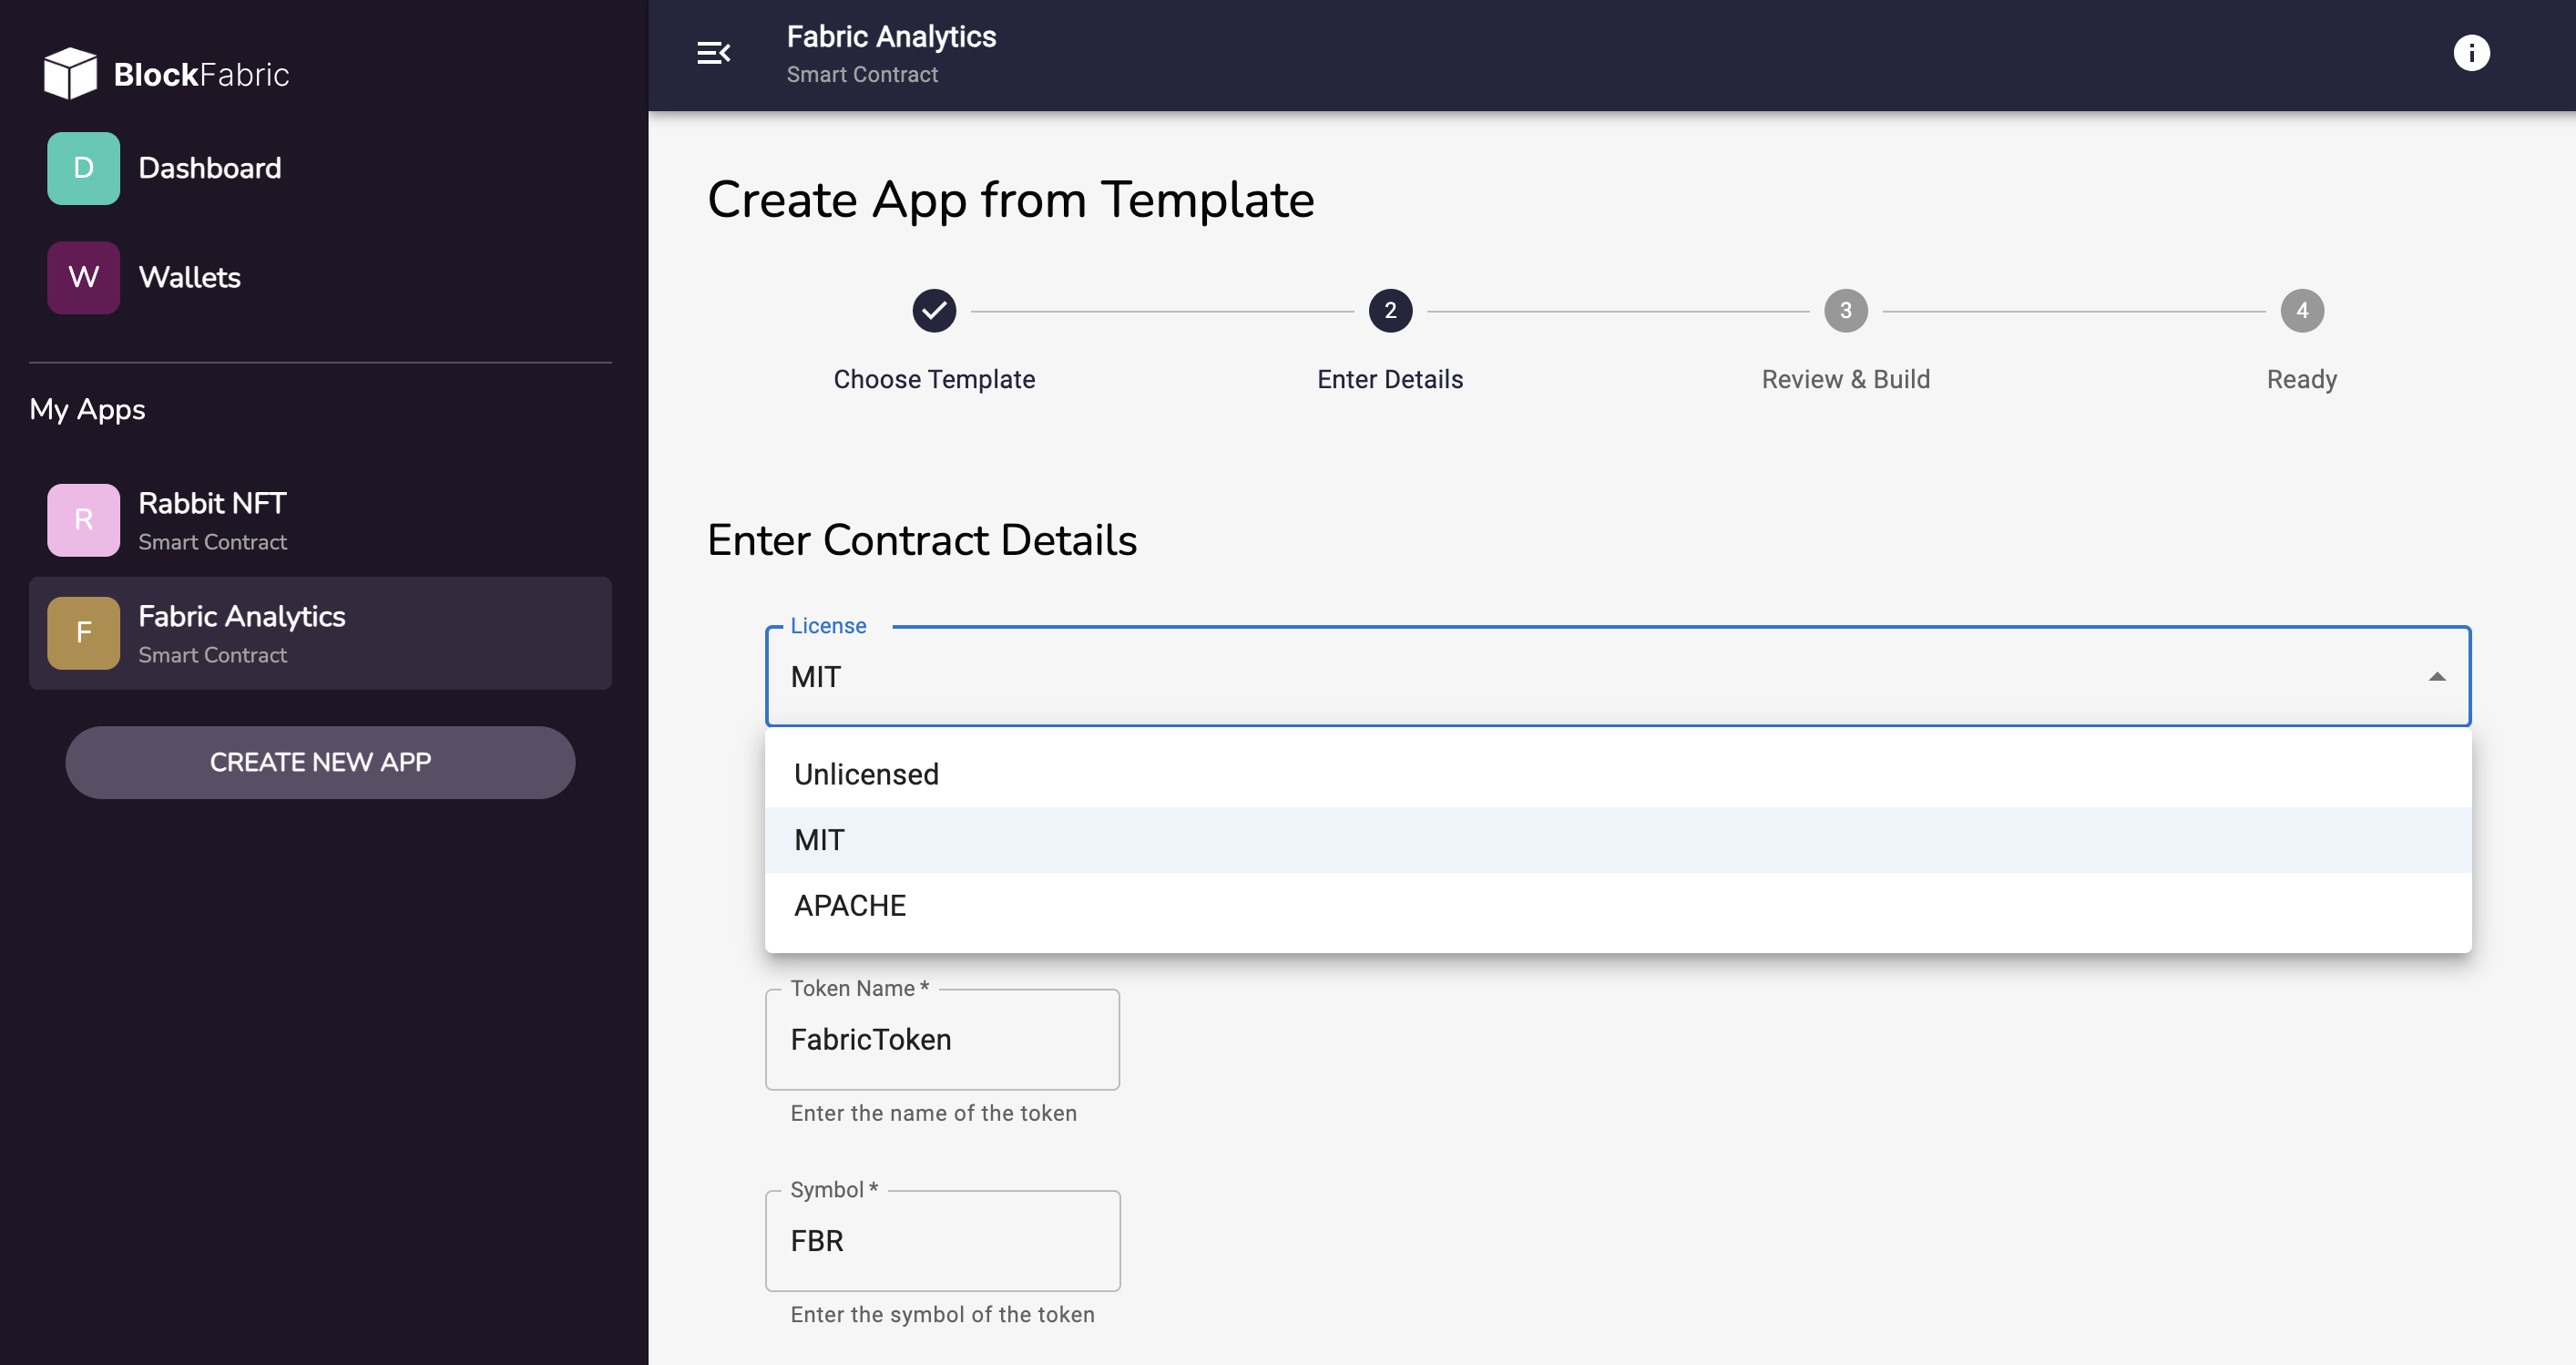 BlockFabric
D Dashboard
W Wallets
My Apps
R Rabbit NFT
Smart Contract
F Fabric Analytics
Smart Contract
CREATE NEW APP
Fabric Analytics
Smart Contract
i
Create App from Template
2 3 4
Choose Template Enter Details Review & Build Ready
Enter Contract Details
License
MIT
Unlicensed
MIT
APACHE
Token Name *
FabricToken
Enter the name of the token
Symbol *
FBR
Enter the symbol of the token